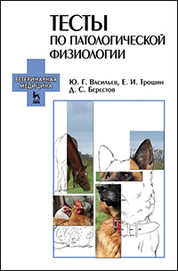 ТЕСТЫ
ПО ПАТОЛОГИЧЕСКОЙ
ФИЗИОЛОГИИ
ВЕТЕРИНАРНАЯ
МЕДИЦИНА
Ю. Г. Васильев, Е. И. Трошин,
Д. С. Берестов